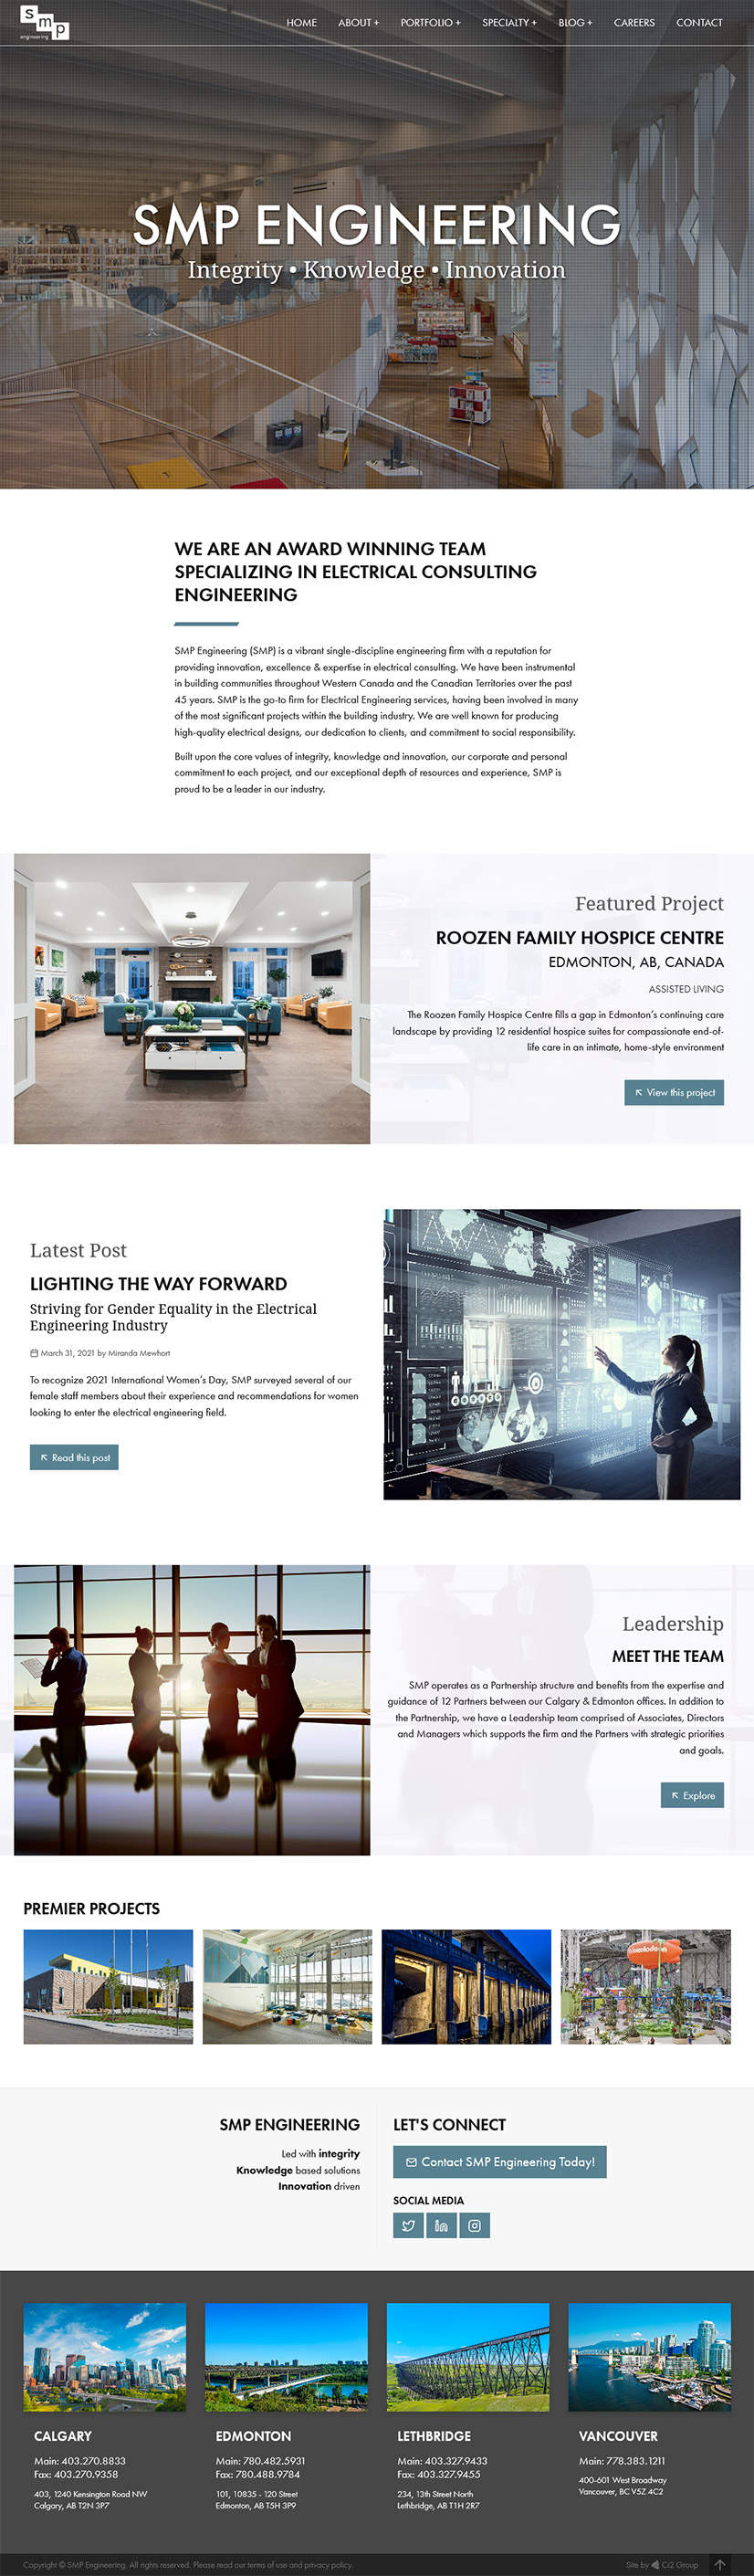 smp
engineering
HOME ABOUT + PORTFOLIO + SPECIALTY + BLOG + CAREERS CONTACT
SMP ENGINEERING
Integrity • Knowledge • Innovation
WE ARE AN AWARD WINNING TEAM
SPECIALIZING IN ELECTRICAL CONSULTING
ENGINEERING
SMP Engineering (SMP) is a vibrant single-discipline engineering firm with a reputation for
providing innovation, excellence & expertise in electrical consulting. We have been instrumental
in building communities throughout Western Canada and the Canadian Territories over the past
45 years. SMP is the go-to firm for Electrical Engineering services, having been involved in many
of the most significant projects within the building industry. We are well known for producing
high-quality electrical designs, our dedication to clients, and commitment to social responsibility.
Built upon the core values of integrity, knowledge and innovation, our corporate and personal
commitment to each project, and our exceptional depth of resources and experience, SMP is
proud to be a leader in our industry.
Featured Project
ROOZEN FAMILY HOSPICE CENTRE
EDMONTON, AB, CANADA
ASSISTED LIVING
The Roozen Family Hospice Centre fills a gap in Edmonton's continuing care
landscape by providing 12 residential hospice suites for compassionate end-of-
life care in an intimate, home-style environment
View this project
Latest Post
LIGHTING THE WAY FORWARD
Striving for Gender Equality in the Electrical
Engineering Industry
March 31, 2021 by Miranda Mewhort
To recognize 2021 International Women's Day, SMP surveyed several of our
female staff members about their experience and recommendations for women
looking to enter the electrical engineering field.
Read this post
Leadership
MEET THE TEAM
SMP operates as a Partnership structure and benefits from the expertise and
guidance of 12 Partners between our Calgary & Edmonton offices. In addition to
the Partnership, we have a Leadership team comprised of Associates, Directors
and Managers which supports the firm and the Partners with strategic priorities
and goals.
Explore
PREMIER PROJECTS
nickelodeon
SMP ENGINEERING
Led with integrity
Knowledge based solutions
Innovation driven
LET'S CONNECT
Contact SMP Engineering Today!
SOCIAL MEDIA
CALGARY
Main: 403.270.8833
Fax: 403.270.9358
403, 1240 Kensington Road NW
Calgary, AB T2N 3P7
EDMONTON
Main: 780.482.5931
Fax: 780.488.9784
101, 10835 - 120 Street
Edmonton, AB T5H 3P9
LETHBRIDGE
Main: 403.327.9433
Fax: 403.327.9455
234, 13th Street North
Lethbridge, AB T1H 2R7
VANCOUVER
Main: 778.383.1211
400-601 West Broadway
Vancouver, BC V5Z 4C2
Copyright © SMP Engineering. All rights reserved. Please read our terms of use and privacy policy.
Site by Ci2 Group